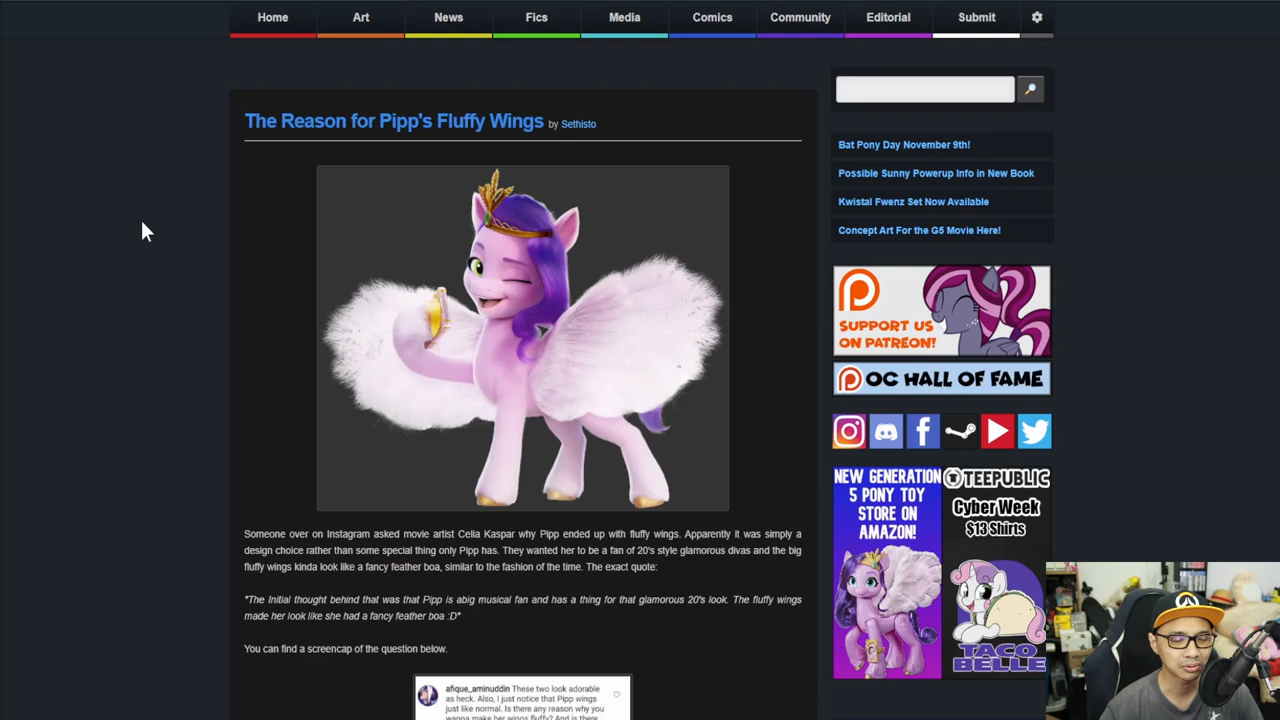 Home Art News Fics Media Comics Community Editorial Submit
The Reason for Pipp's Fluffy Wings by Sethisto
Someone over on Instagram asked movie artist Celia Kaspar why Pipp ended up with fluffy wings. Apparently it was simply a
design choice rather than some special thing only Pipp has. They wanted her to be a fan of 20's style glamorous divas and the big
fluffy wings kinda look like a fancy feather boa, similar to the fashion of the time. The exact quote:
"The Initial thought behind that was that Pipp is abig musical fan and has a thing for that glamorous 20's look. The fluffy wings
made her look like she had a fancy feather boa :D"
You can find a screencap of the question below.
afique_aminuddin These two look adorable
as heck. Also, I just notice that Pipp wings
just like normal. Is there any reason why you
wanna make her wings fluffy? And is there
Bat Pony Day November 9th!
Possible Sunny Powerup Info in New Book
Kwistal Fwenz Set Now Available
Concept Art For the G5 Movie Here!
SUPPORT US
ON PATREON!
OC HALL OF FAME
NEW GENERATION
5 PONY TOY
STORE ON
AMAZON!
TEEPUBLIC
Cyber Week
$13 Shirts
TACO
BELLE